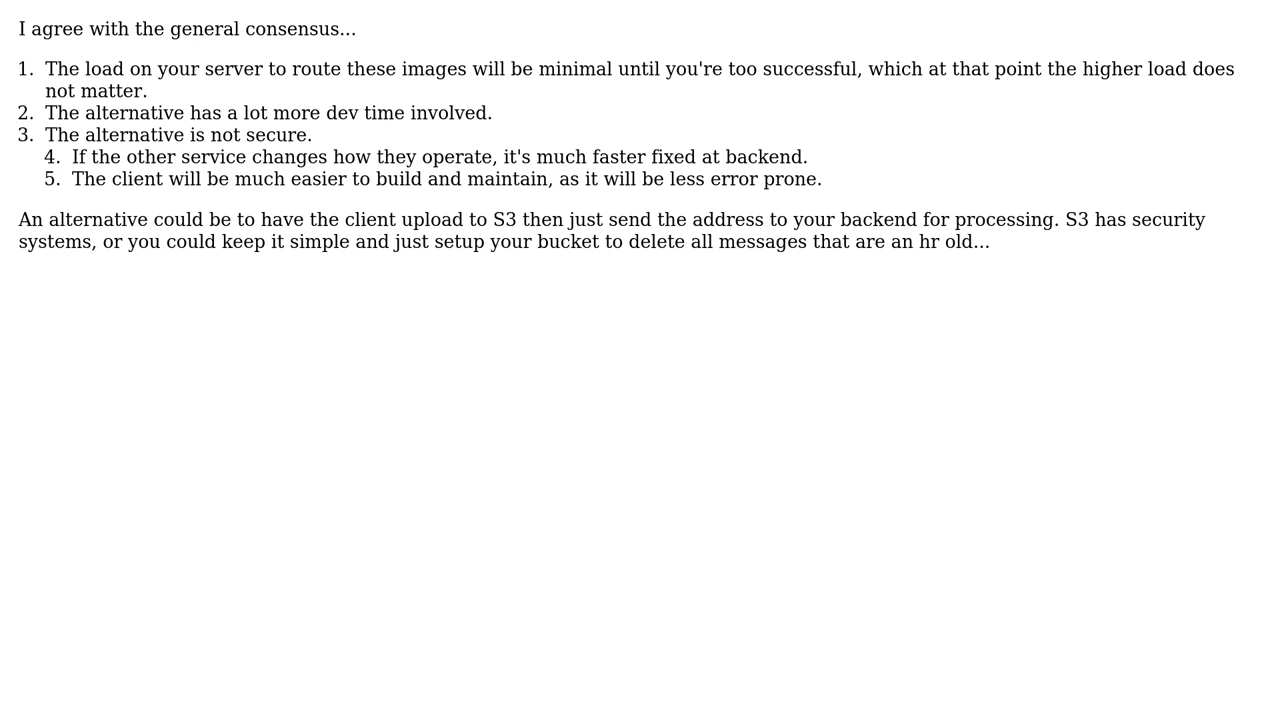 I agree with the general consensus...
1. The load on your server to route these images will be minimal until you're too successful, which at that point the higher load does
not matter.
2. The alternative has a lot more dev time involved.
3. The alternative is not secure.
4. If the other service changes how they operate, it's much faster fixed at backend.
5. The client will be much easier to build and maintain, as it will be less error prone.
An alternative could be to have the client upload to S3 then just send the address to your backend for processing. S3 has security
systems, or you could keep it simple and just setup your bucket to delete all messages that are an hr old...